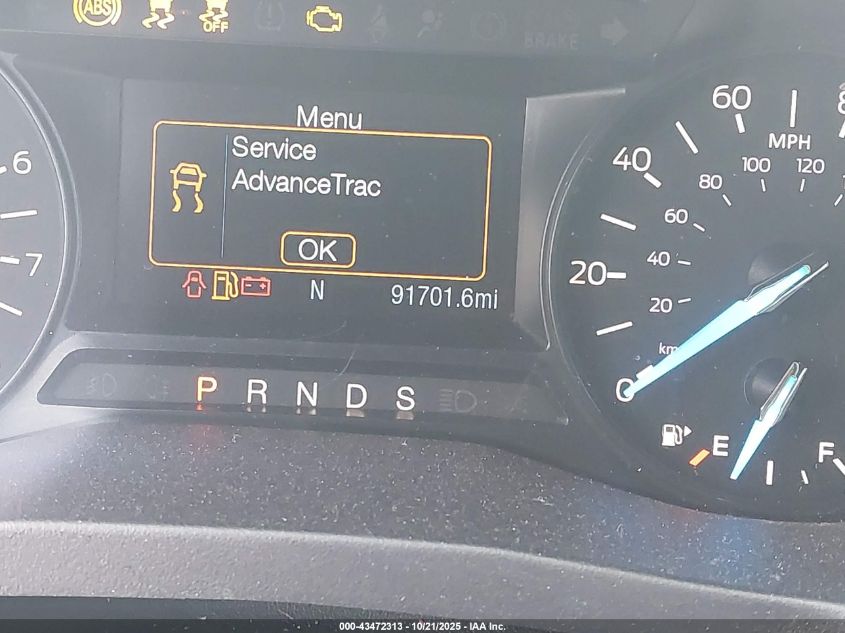 ABS
OFF
BRAKE
Menu
Service
AdvanceTrac
OK
N
91701.6mi
P R N D S
6
7
0
20
40
60
MPH
20
40
60
80
100
120
km
E
F
000-43472313 - 10/21/2025 - IAA Inc.